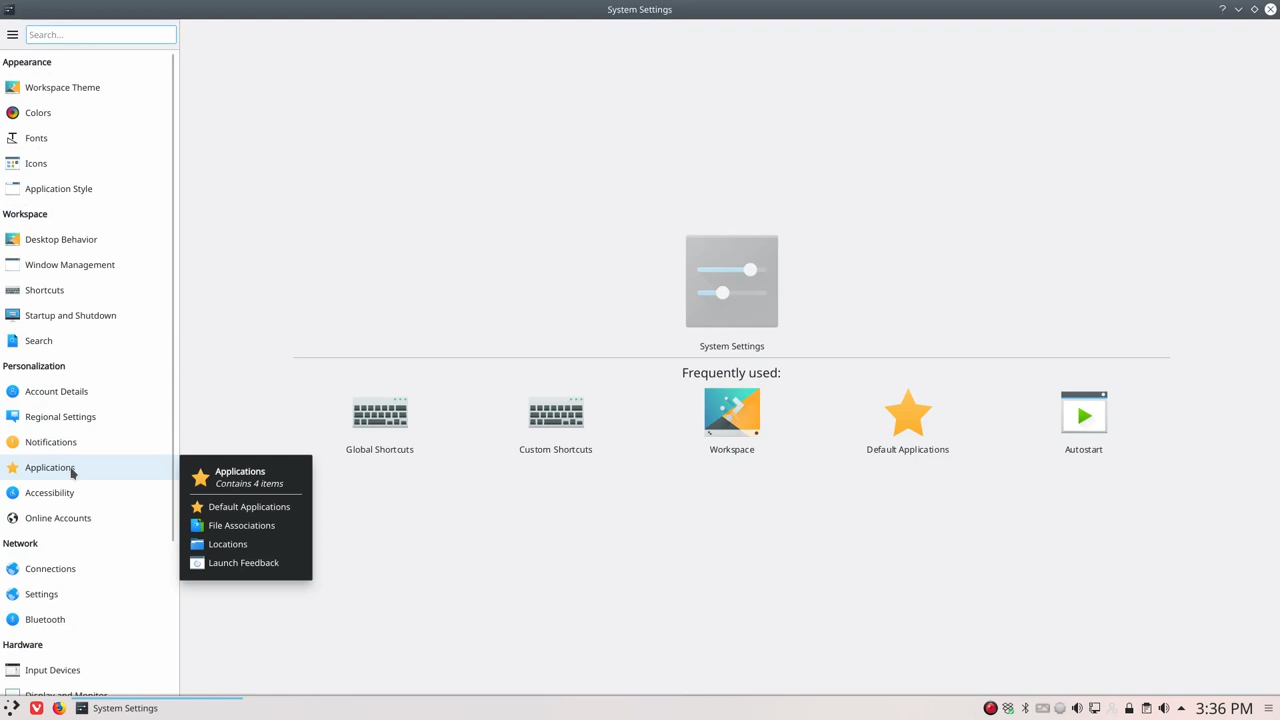 System Settings
Search...
Appearance
Workspace Theme
Colors
Fonts
Icons
Application Style
Workspace
Desktop Behavior
Window Management
Shortcuts
Startup and Shutdown
Search
Personalization
Account Details
Regional Settings
Notifications
Applications
Accessibility
Online Accounts
Network
Connections
Settings
Bluetooth
Hardware
Input Devices
Display and Monitor
Applications
Contains 4 items
Default Applications
File Associations
Locations
Launch Feedback
System Settings
Frequently used:
Global Shortcuts
Custom Shortcuts
Workspace
Default Applications
Autostart
System Settings
3:36 PM